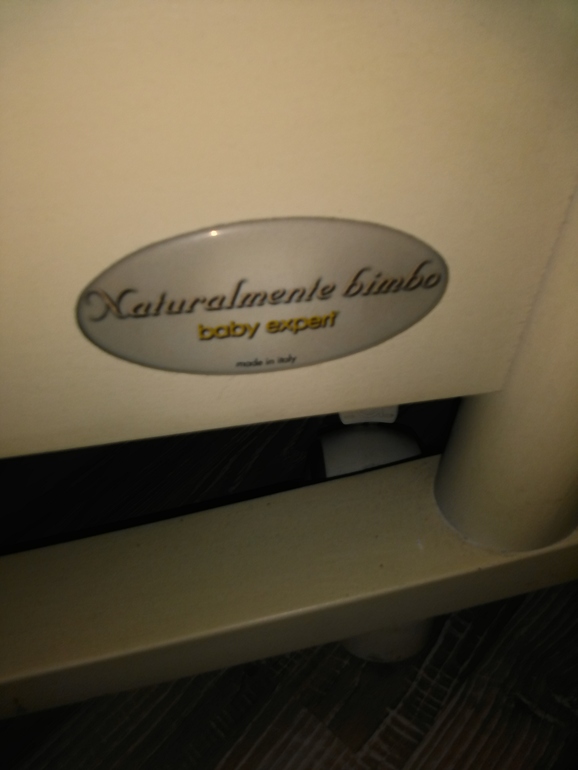 Naturalmente bimbo
baby expert
made in italy